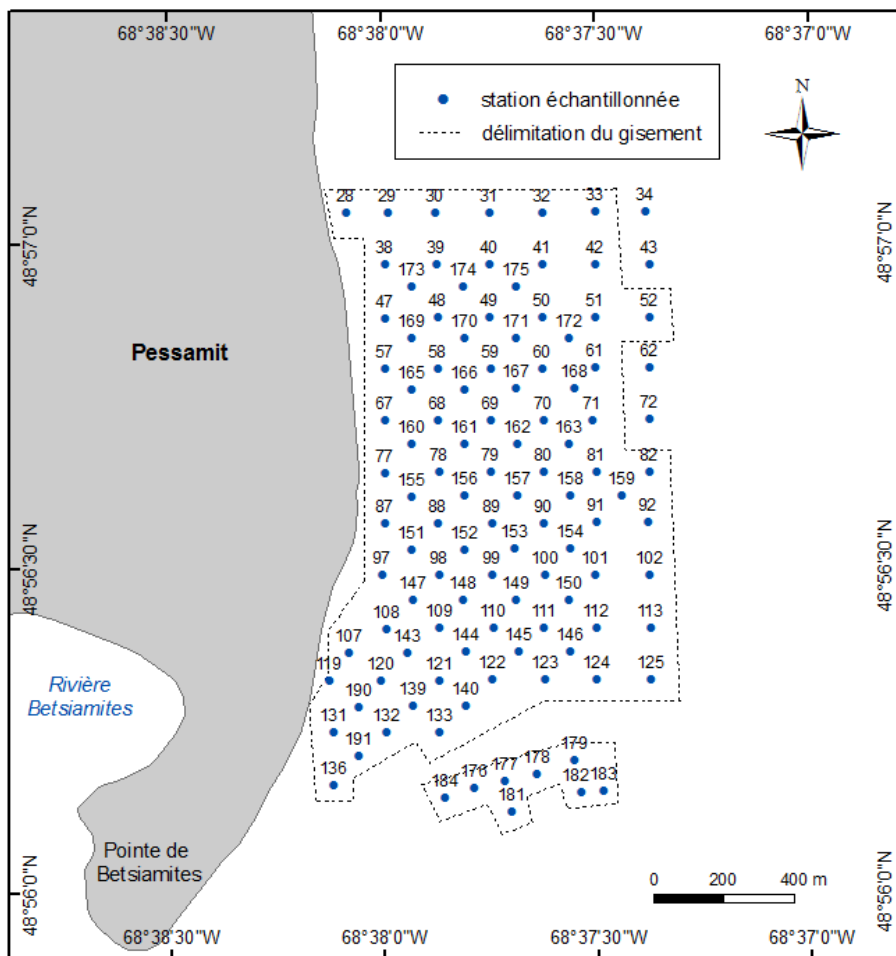 68°38'30"W 68°38'0"W 68°37'30"W 68°37'0"W
station échantillonnée
délimitation du gisement
N
28 29 30 31 32 33 34
48°57'0"N 48°57'0"N
38 39 40 41 42 43
173 174 175
47 48 49 50 51 52
169 170 171 172
Pessamit
57 58 59 60 61 62
165 166 167 168
67 68 69 70 71 72
160 161 162 163
77 78 79 80 81 82
155 156 157 158 159
87 88 89 90 91 92
151 152 153 154
48°56'30"N 48°56'30"N
97 98 99 100 101 102
147 148 149 150
108 109 110 111 112 113
107 143 144 145 146
119 120 121 122 123 124 125
Rivière
Betsiamites
190 139 140
131 132 133
191
136
179
184 176 177 178
182 183
181
Pointe de
Betsiamites
0 200 400 m
48°56'0"N 48°56'0"N
68°38'30"W 68°38'0"W 68°37'30"W 68°37'0"W